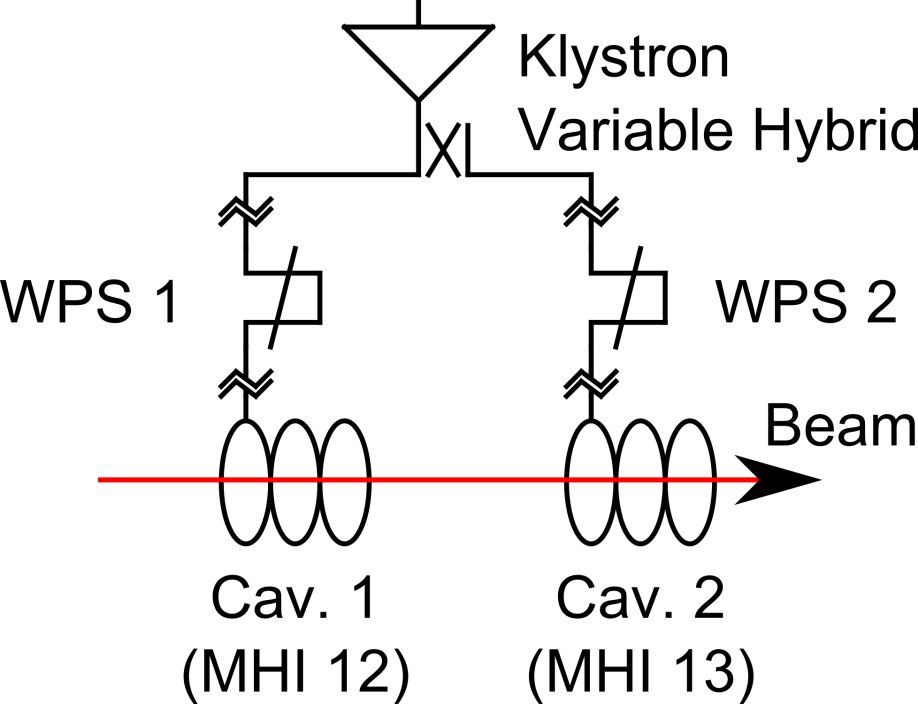 Klystron
Variable Hybrid
WPS 1
WPS 2
Beam
Cav. 1
(MHI 12)
Cav. 2
(MHI 13)